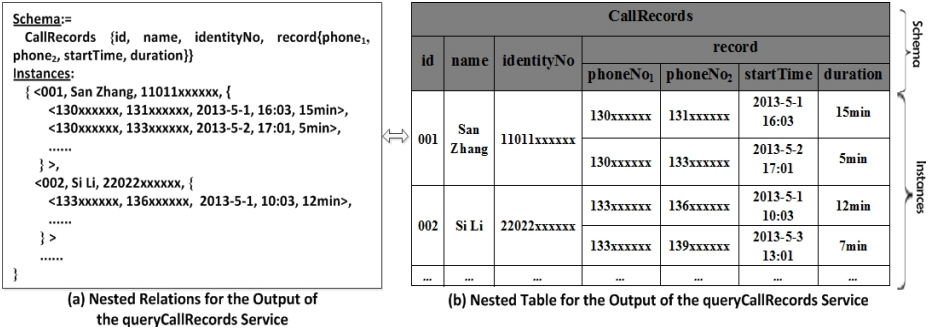 Schema:=
CallRecords {id, name, identityNo, record{phone₁,
phone₂, startTime, duration}}
Instances:
{ <001, San Zhang, 11011xxxxxx, {
<130xxxxxx, 131xxxxxx, 2013-5-1, 16:03, 15min>,
<130xxxxxx, 133xxxxxx, 2013-5-2, 17:01, 5min>,
......
} >,
<002, Si Li, 22022xxxxxx, {
<133xxxxxx, 136xxxxxx, 2013-5-1, 10:03, 12min>,
......
} >
......
}
(a) Nested Relations for the Output of
the queryCallRecords Service
CallRecords
id name identityNo record
phoneNo₁ phoneNo₂ startTime duration
001 San Zhang 11011xxxxxx 130xxxxxx 131xxxxxx 2013-5-1 16:03 15min
130xxxxxx 133xxxxxx 2013-5-2 17:01 5min
002 Si Li 22022xxxxxx 133xxxxxx 136xxxxxx 2013-5-1 10:03 12min
133xxxxxx 139xxxxxx 2013-5-3 13:01 7min
... ... ... ... ... ... ...
Schema
Instances
(b) Nested Table for the Output of the queryCallRecords Service